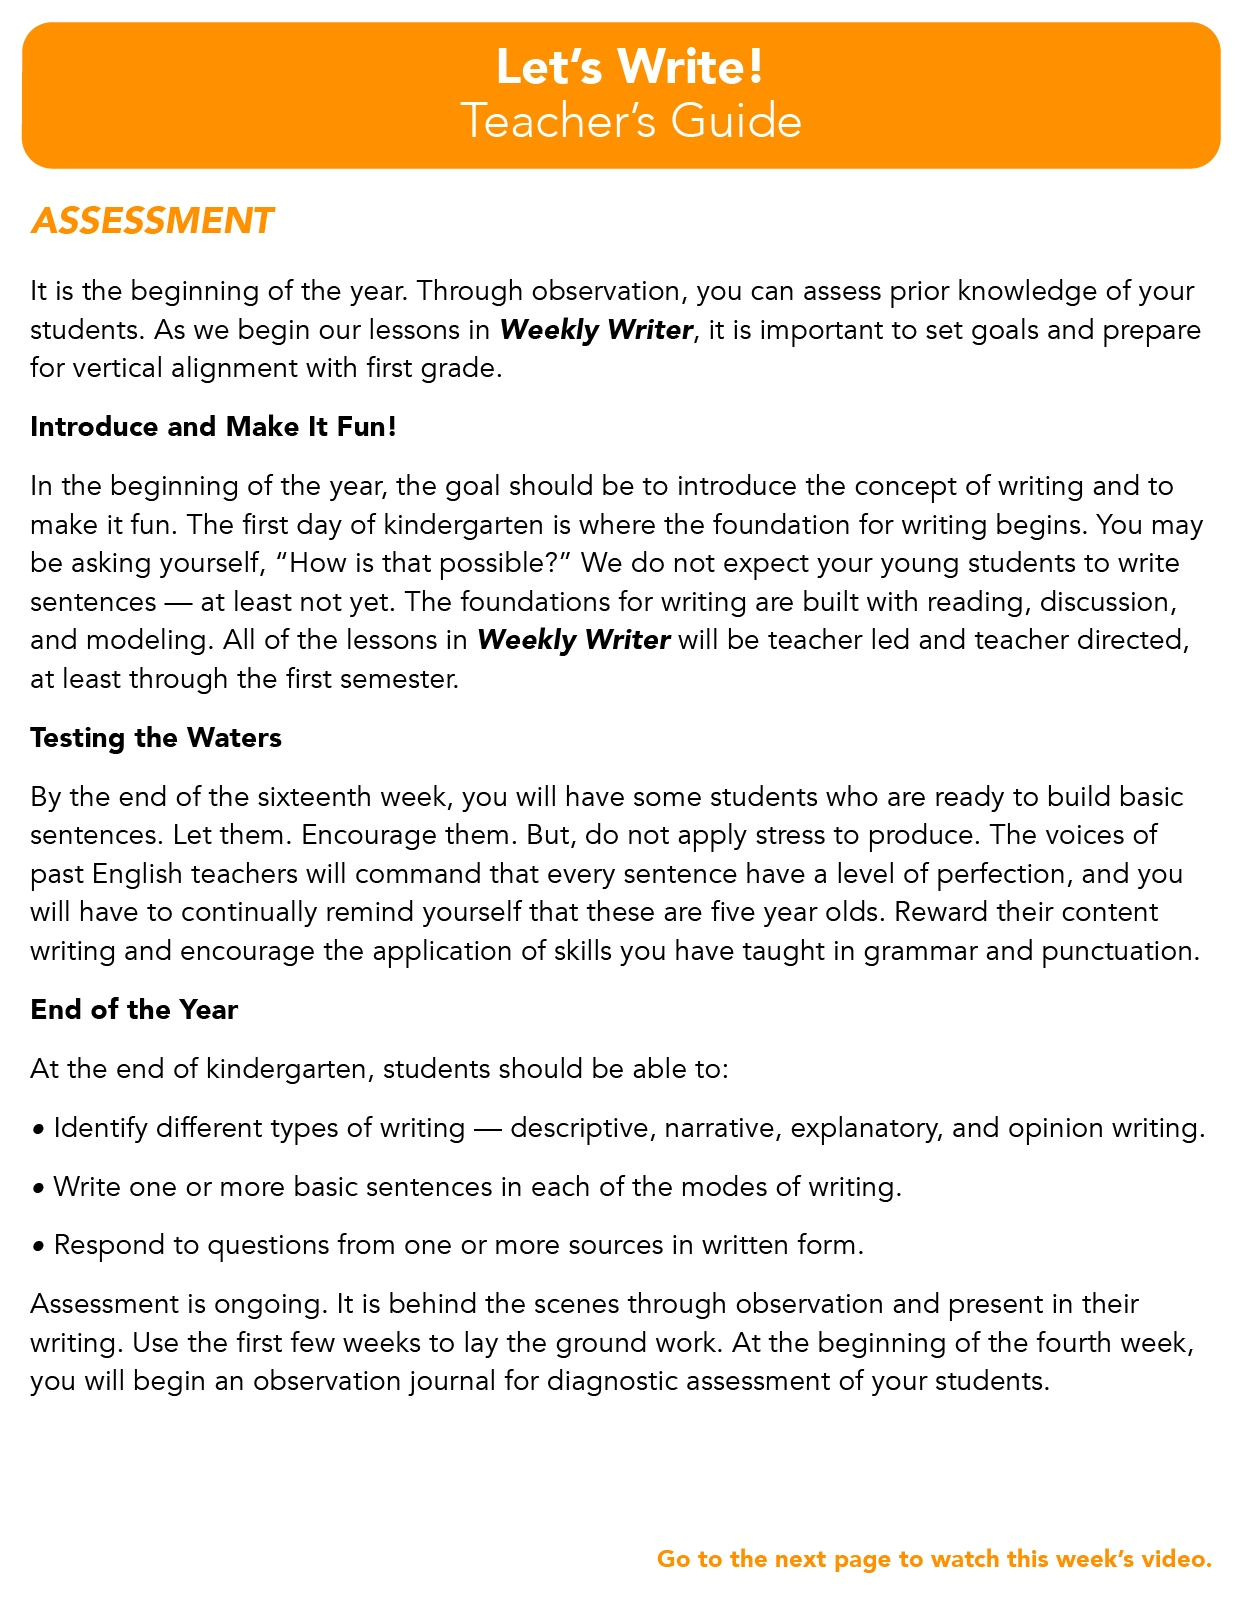 Let’s Write!
Teacher’s Guide
ASSESSMENT
It is the beginning of the year. Through observation, you can assess prior knowledge of your
students. As we begin our lessons in Weekly Writer, it is important to set goals and prepare
for vertical alignment with first grade.
Introduce and Make It Fun!
In the beginning of the year, the goal should be to introduce the concept of writing and to
make it fun. The first day of kindergarten is where the foundation for writing begins. You may
be asking yourself, “How is that possible?” We do not expect your young students to write
sentences — at least not yet. The foundations for writing are built with reading, discussion,
and modeling. All of the lessons in Weekly Writer will be teacher led and teacher directed,
at least through the first semester.
Testing the Waters
By the end of the sixteenth week, you will have some students who are ready to build basic
sentences. Let them. Encourage them. But, do not apply stress to produce. The voices of
past English teachers will command that every sentence have a level of perfection, and you
will have to continually remind yourself that these are five year olds. Reward their content
writing and encourage the application of skills you have taught in grammar and punctuation.
End of the Year
At the end of kindergarten, students should be able to:
• Identify different types of writing — descriptive, narrative, explanatory, and opinion writing.
• Write one or more basic sentences in each of the modes of writing.
• Respond to questions from one or more sources in written form.
Assessment is ongoing. It is behind the scenes through observation and present in their
writing. Use the first few weeks to lay the ground work. At the beginning of the fourth week,
you will begin an observation journal for diagnostic assessment of your students.
Go to the next page to watch this week’s video.